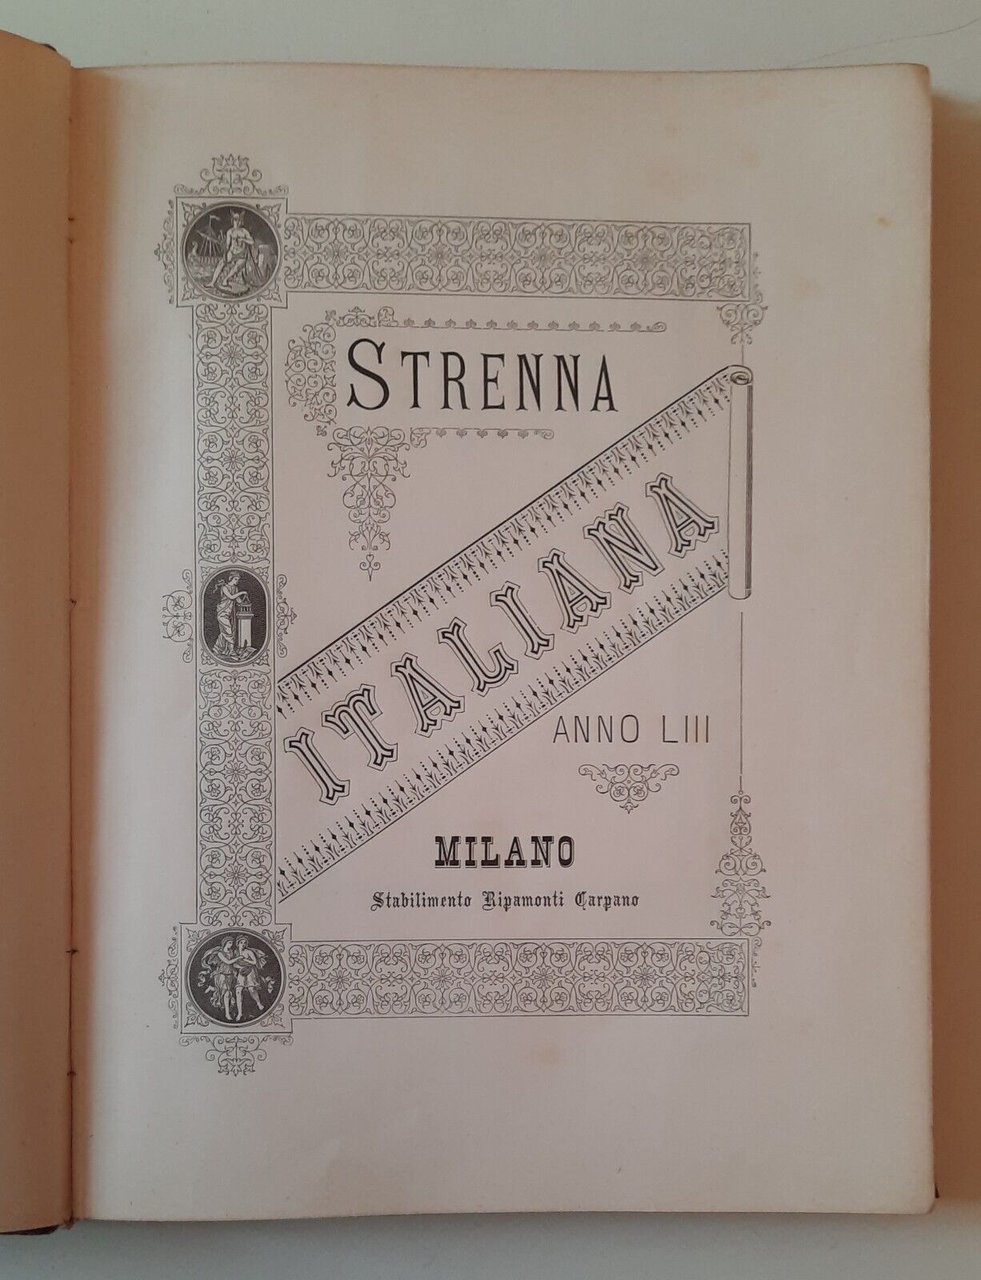 STRENNA
ITALIANA
ANNO LIII
MILANO
Stabilimento Ripamonti Carpano